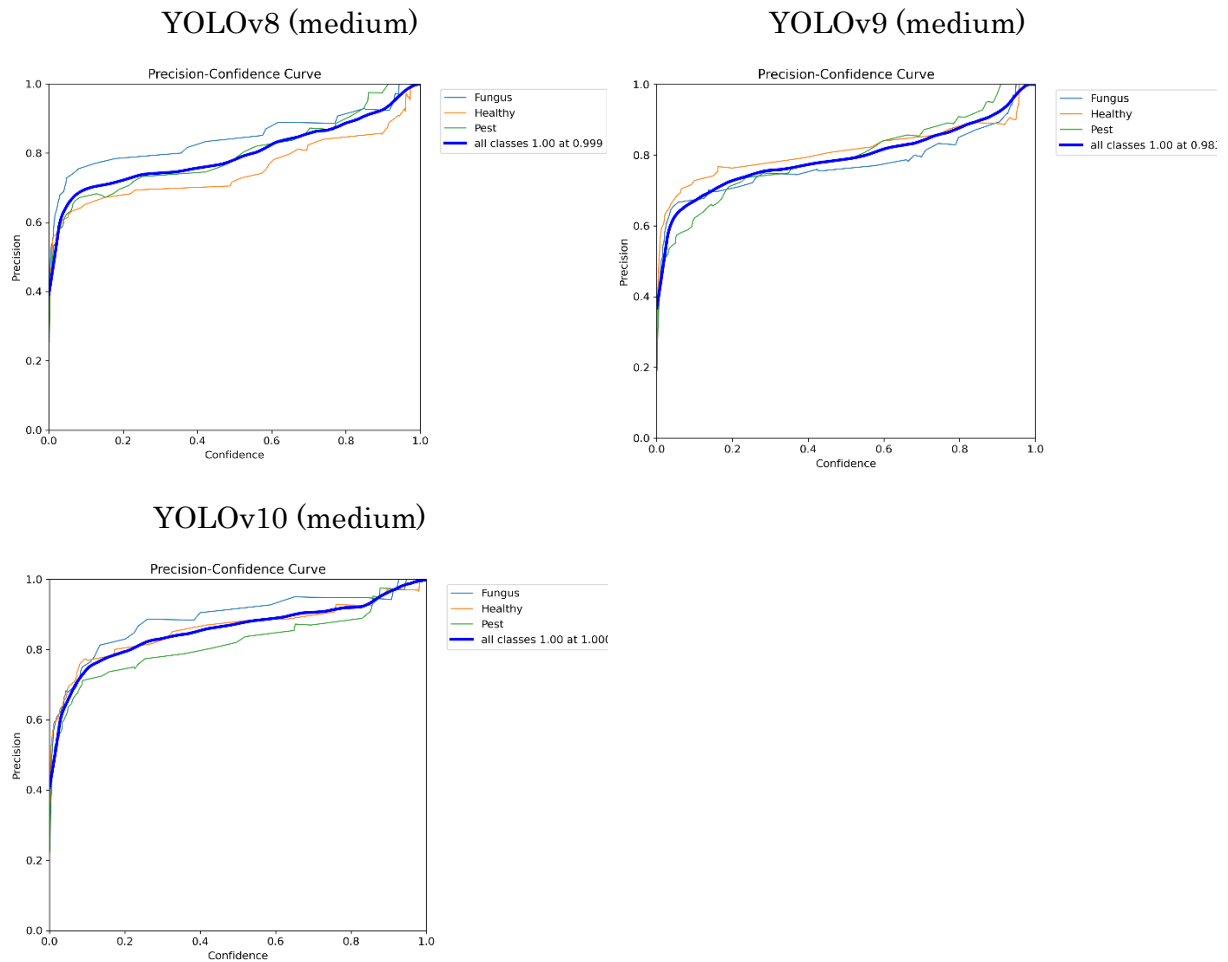 YOLOv8 (medium)
Precision-Confidence Curve
1.0
0.8
0.6
0.4
0.2
0.0
Precision
0.0 0.2 0.4 0.6 0.8 1.0
Confidence
Fungus
Healthy
Pest
all classes 1.00 at 0.999
YOLOv9 (medium)
Precision-Confidence Curve
1.0
0.8
0.6
0.4
0.2
0.0
Precision
0.0 0.2 0.4 0.6 0.8 1.0
Confidence
Fungus
Healthy
Pest
all classes 1.00 at
YOLOv10 (medium)
Precision-Confidence Curve
1.0
0.8
0.6
0.4
0.2
0.0
Precision
0.0 0.2 0.4 0.6 0.8 1.0
Confidence
Fungus
Healthy
Pest
all classes 1.00 at 1.000